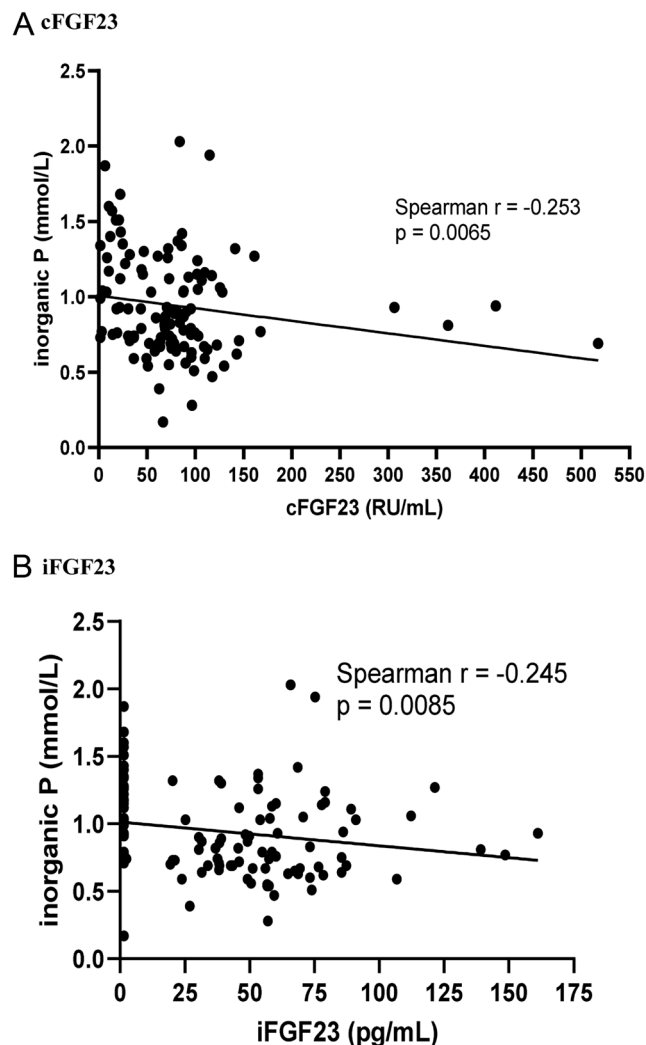 A cFGF23
2.5
2.0
1.5
1.0
0.5
0.0
inorganic P (mmol/L)
Spearman r = -0.253
p = 0.0065
0 50 100 150 200 250 300 350 400 450 500 550
cFGF23 (RU/mL)
B iFGF23
2.5
2.0
1.5
1.0
0.5
0.0
inorganic P (mmol/L)
Spearman r = -0.245
p = 0.0085
0 25 50 75 100 125 150 175
iFGF23 (pg/mL)